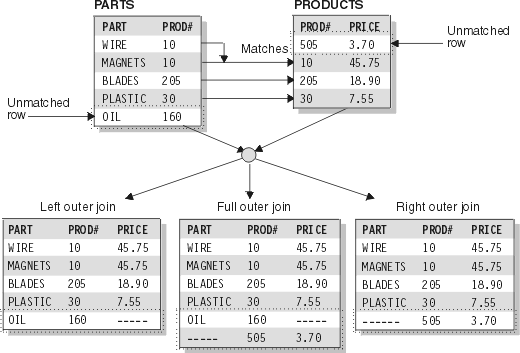 PARTS
PART PROD#
WIRE 10
MAGNETS 10
BLADES 205
PLASTIC 30
OIL 160
PRODUCTS
PROD# PRICE
505 3.70
10 45.75
205 18.90
30 7.55
Matches
Unmatched
row
Unmatched
row
Left outer join
PART PROD# PRICE
WIRE 10 45.75
MAGNETS 10 45.75
BLADES 205 18.90
PLASTIC 30 7.55
OIL 160 -----
Full outer join
PART PROD# PRICE
WIRE 10 45.75
MAGNETS 10 45.75
BLADES 205 18.90
PLASTIC 30 7.55
OIL 160 -----
----- 505 3.70
Right outer join
PART PROD# PRICE
WIRE 10 45.75
MAGNETS 10 45.75
BLADES 205 18.90
PLASTIC 30 7.55
------ 505 3.70